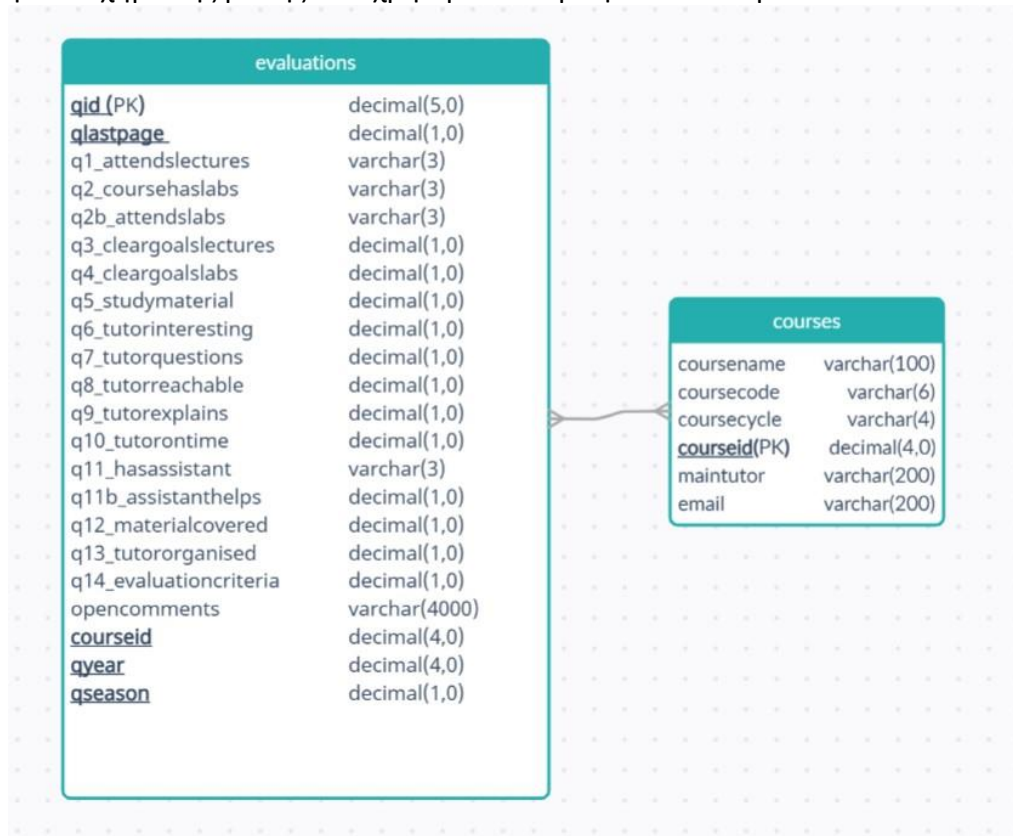 evaluations
qid (PK) decimal(5,0)
qlastpage decimal(1,0)
q1_attendslectures varchar(3)
q2_coursehaslabs varchar(3)
q2b_attendslabs varchar(3)
q3_cleargoalslectures decimal(1,0)
q4_cleargoalslabs decimal(1,0)
q5_studymaterial decimal(1,0)
q6_tutorinteresting decimal(1,0)
q7_tutorquestions decimal(1,0)
q8_tutorreachable decimal(1,0)
q9_tutorexplains decimal(1,0)
q10_tutorontime decimal(1,0)
q11_hasassistant varchar(3)
q11b_assistanthelps decimal(1,0)
q12_materialcovered decimal(1,0)
q13_tutororganised decimal(1,0)
q14_evaluationcriteria decimal(1,0)
opencomments varchar(4000)
courseid decimal(4,0)
qyear decimal(4,0)
qseason decimal(1,0)
courses
coursename varchar(100)
coursecode varchar(6)
coursecycle varchar(4)
courseid(PK) decimal(4,0)
maintutor varchar(200)
email varchar(200)